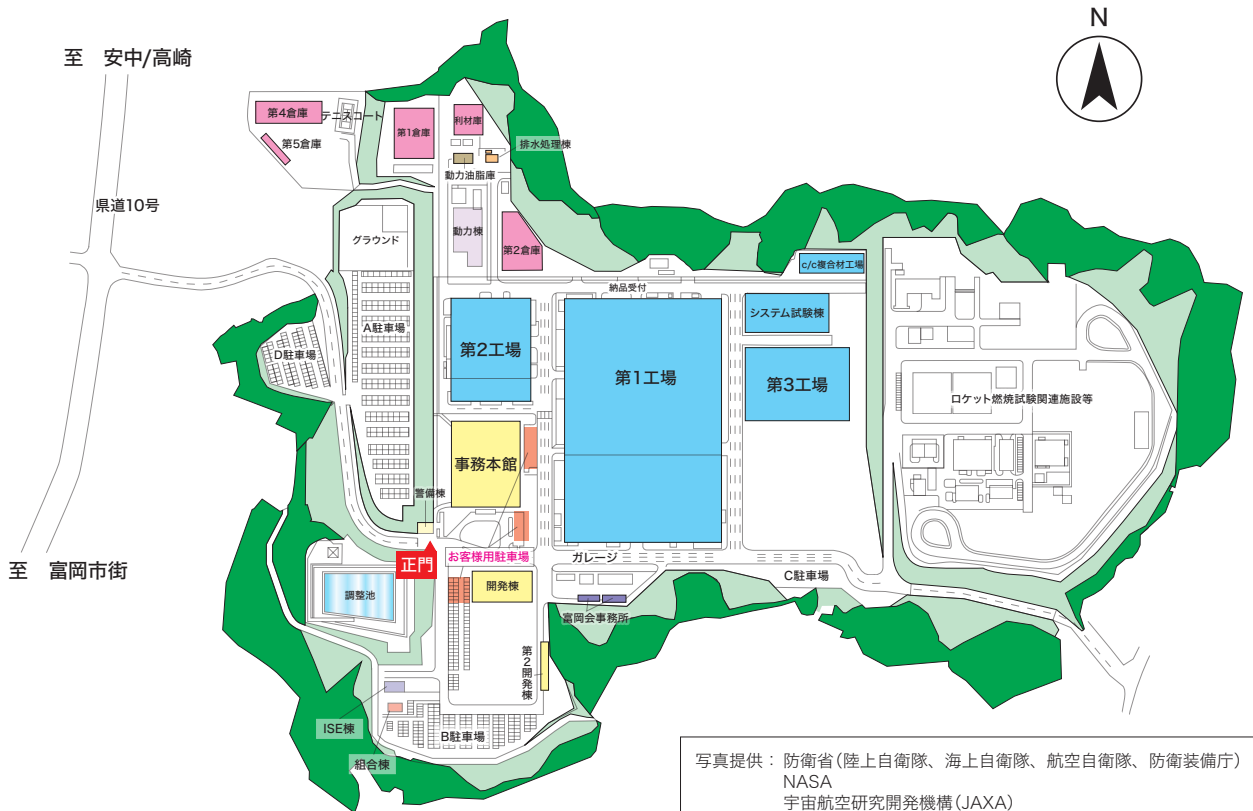 N
至 安中/高崎
第4倉庫
テニスコート
第5倉庫
第1倉庫
利材庫
排水処理棟
動力油脂庫
県道10号
グラウンド
動力棟
第2倉庫
c/c複合材工場
納品受付
A駐車場
D駐車場
第2工場
第1工場
システム試験棟
第3工場
ロケット燃焼試験関連施設等
事務本館
警備棟
正門
お客様用駐車場
ガレージ
C駐車場
至 富岡市街
調整池
開発棟
富岡会事務所
第2開発棟
ISE棟
組合棟
B駐車場
写真提供： 防衛省（陸上自衛隊、海上自衛隊、航空自衛隊、防衛装備庁）
NASA
宇宙航空研究開発機構（JAXA）